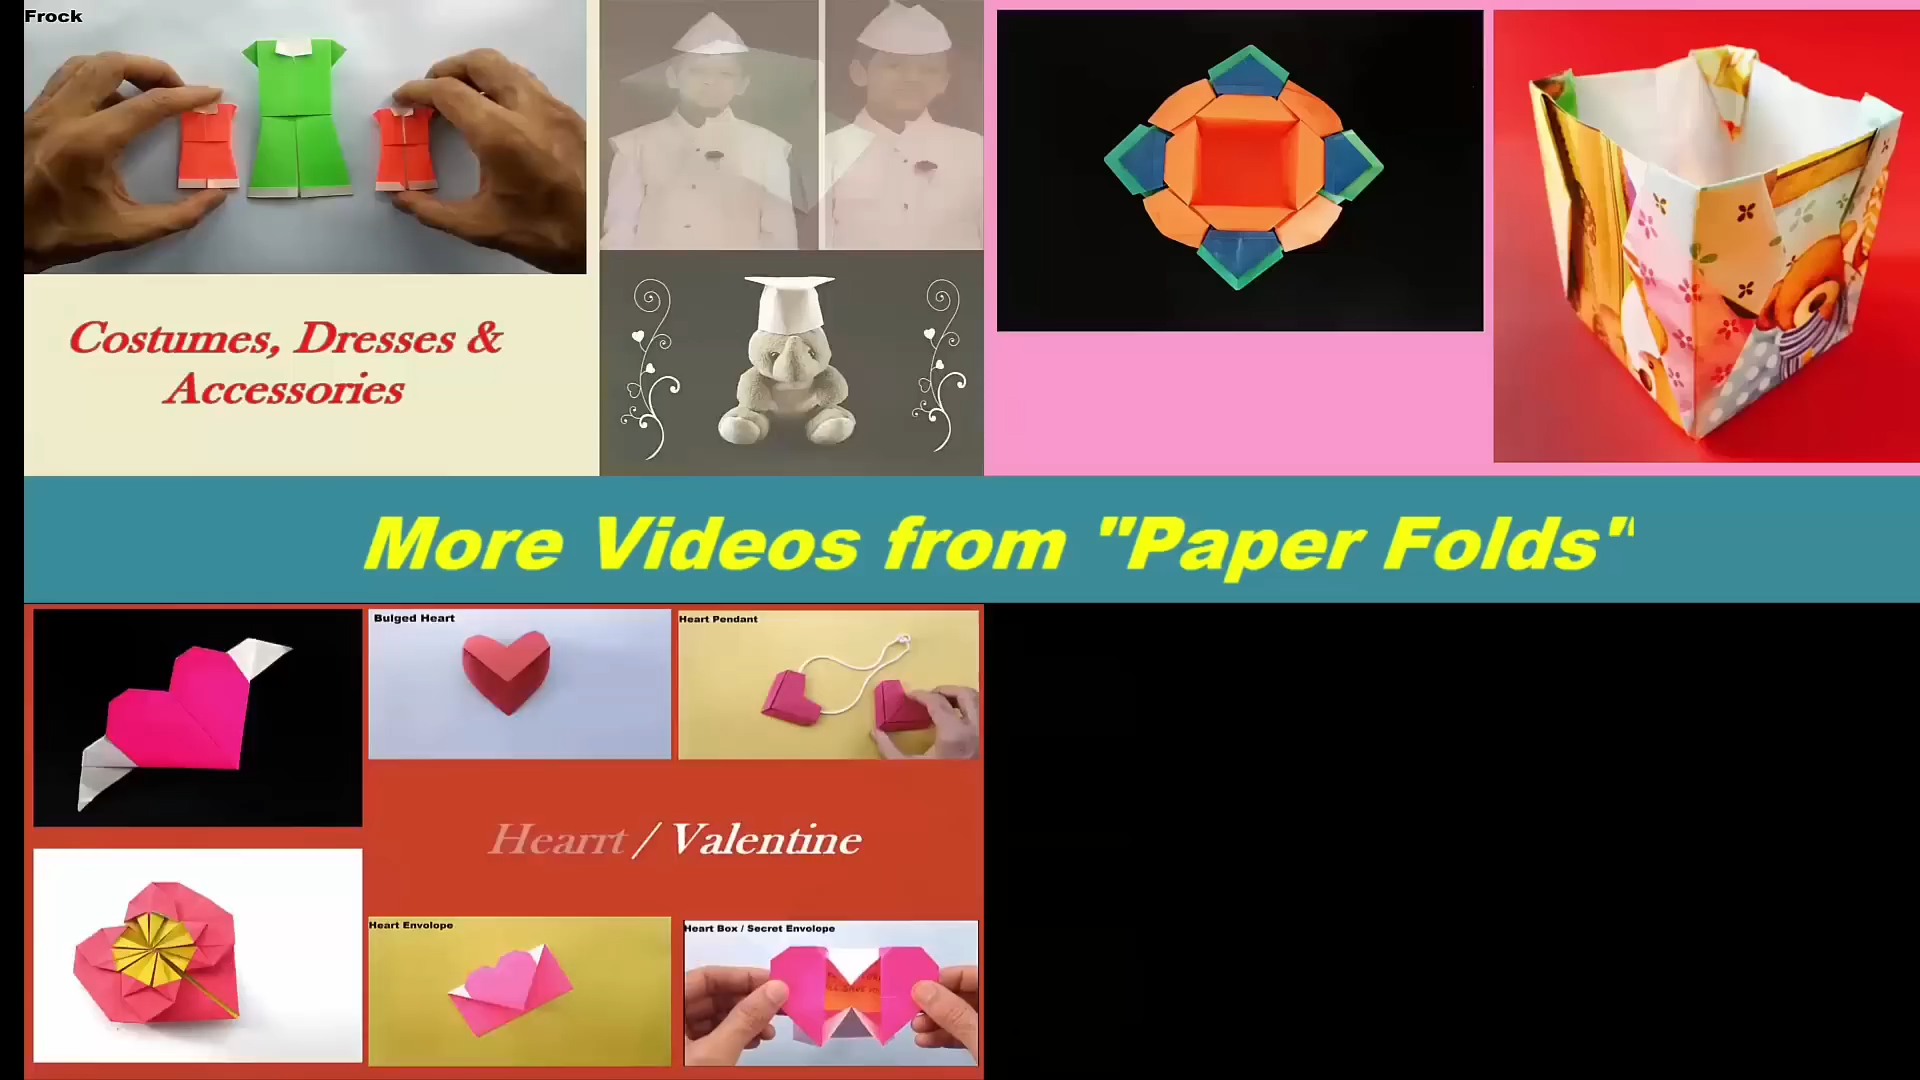 Frock
Costumes, Dresses &
Accessories
More Videos from "Paper Folds"
Bulged Heart
Heart Pendant
Hearrt / Valentine
Heart Envelope
Heart Box / Secret Envelope